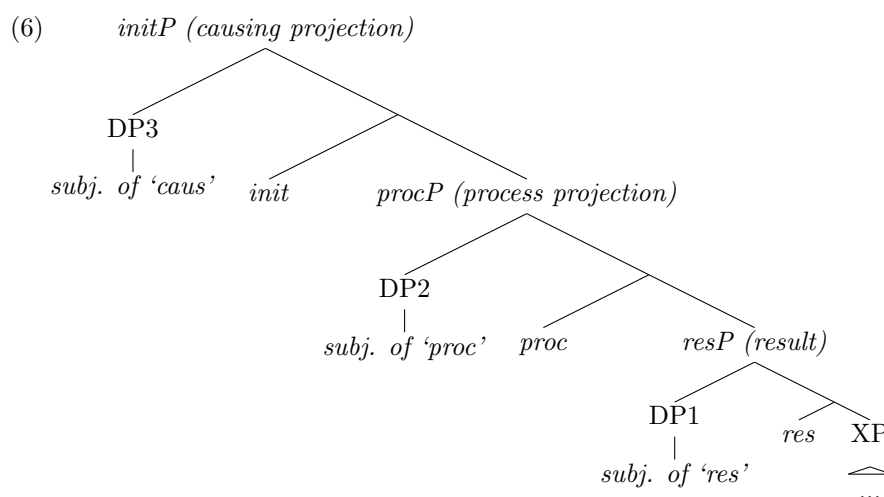 (6) initP (causing projection)
DP3
subj. of ‘caus’ init procP (process projection)
DP2
subj. of ‘proc’ proc resP (result)
DP1 res XP
subj. of ‘res’ ...